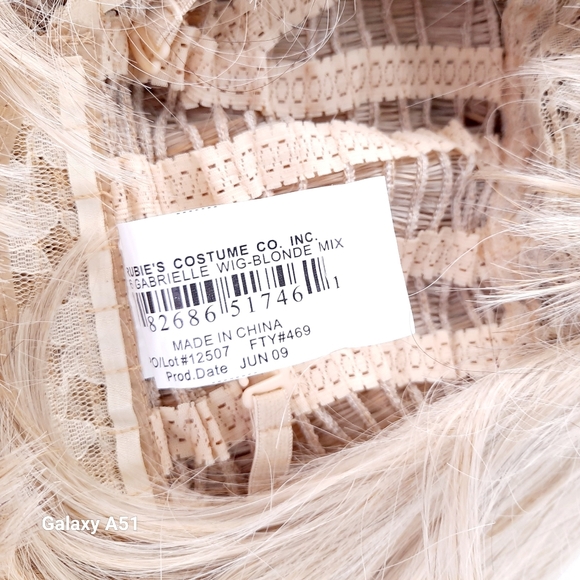 RUBIE'S COSTUME CO. INC.
GABRIELLE WIG-BLONDE MIX
82686 51746 1
MADE IN CHINA
PO/Lot#12507 FTY#469
Prod.Date JUN 09
Galaxy A51